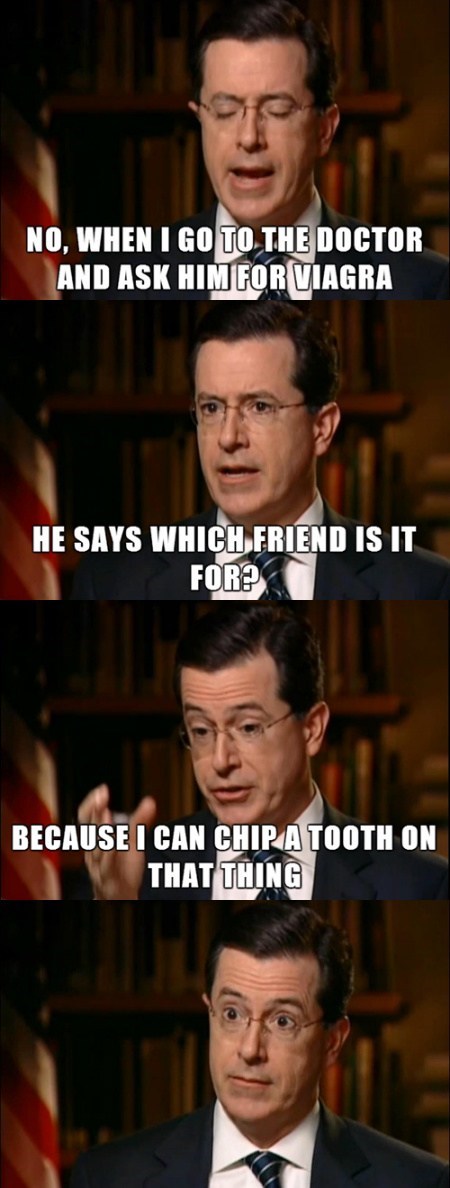 NO, WHEN I GO TO THE DOCTOR
AND ASK HIM FOR VIAGRA
HE SAYS WHICH FRIEND IS IT
FOR?
BECAUSE I CAN CHIP A TOOTH ON
THAT THING